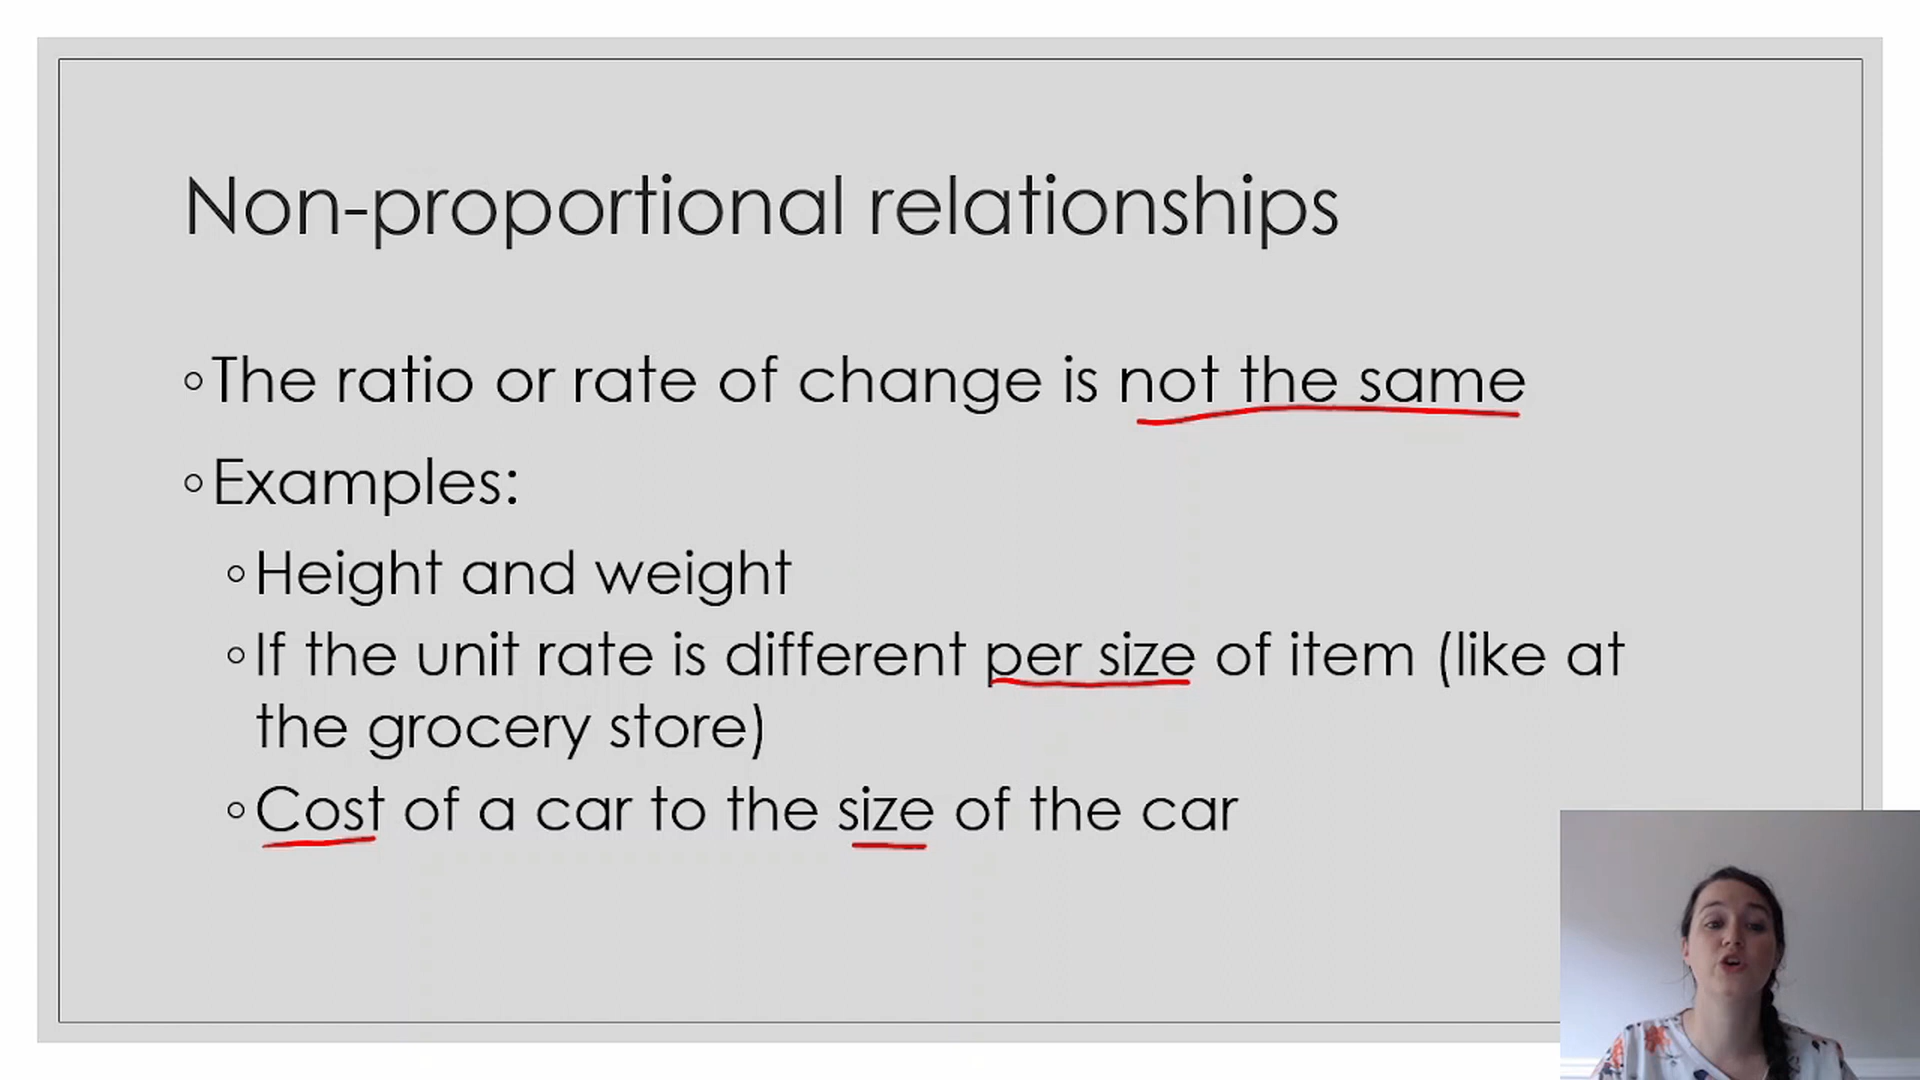 Non-proportional relationships
◦The ratio or rate of change is not the same
◦Examples:
◦Height and weight
◦If the unit rate is different per size of item (like at
the grocery store)
◦Cost of a car to the size of the car